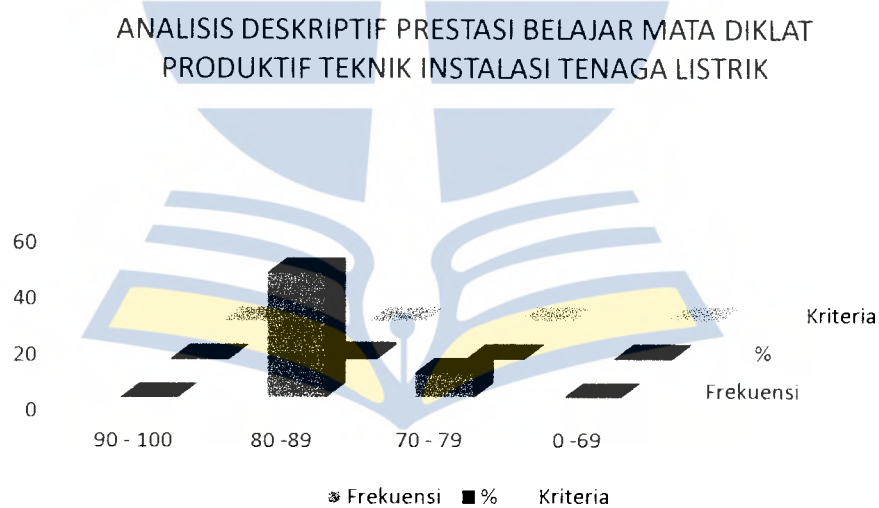 ANALISIS DESKRIPTIF PRESTASI BELAJAR MATA DIKLAT
PRODUKTIF TEKNIK INSTALASI TENAGA LISTRIK
60
40
20
0
Kriteria
%
Frekuensi
90 - 100
80 -89
70 - 79
0 -69
Frekuensi
%
Kriteria